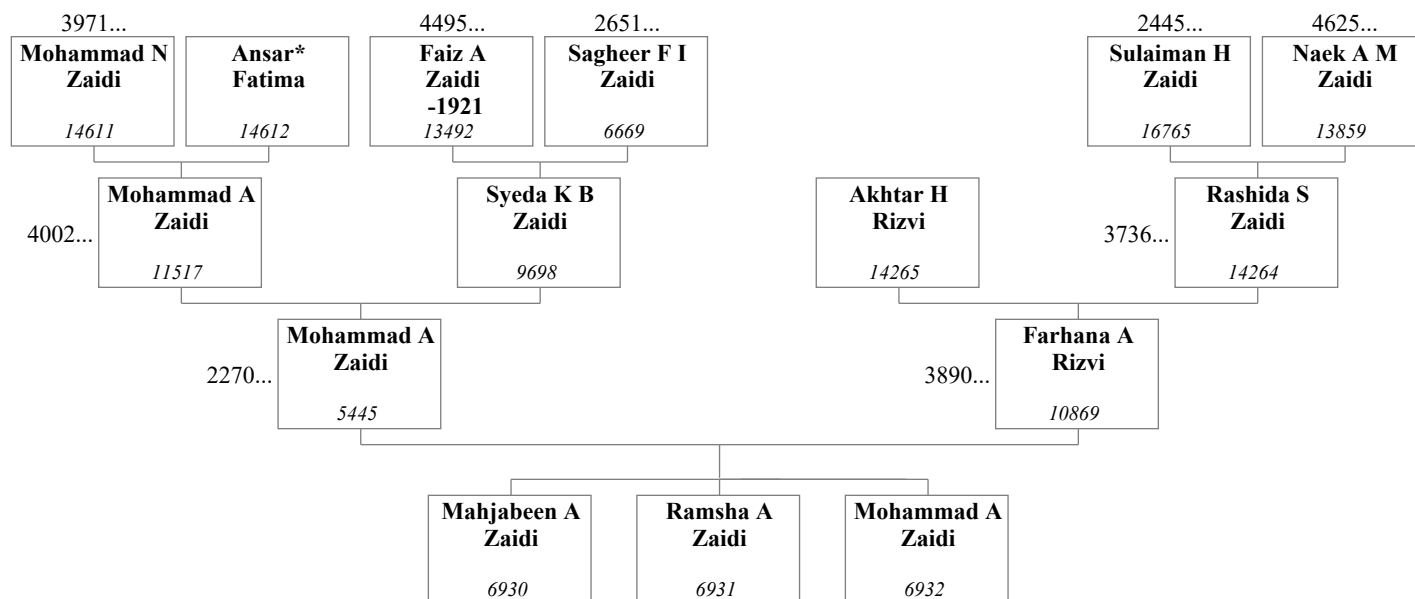 3971...
4495...
2651...
2445...
4625...
Mohammad N
Zaidi
14611
Ansar*
Fatima
14612
Faiz A
Zaidi
-1921
13492
Sagheer F I
Zaidi
6669
Sulaiman H
Zaidi
16765
Naek A M
Zaidi
13859
4002...
Mohammad A
Zaidi
11517
Syeda K B
Zaidi
9698
Akhtar H
Rizvi
14265
3736...
Rashida S
Zaidi
14264
2270...
Mohammad A
Zaidi
5445
3890...
Farhana A
Rizvi
10869
Mahjabeen A
Zaidi
6930
Ramsha A
Zaidi
6931
Mohammad A
Zaidi
6932